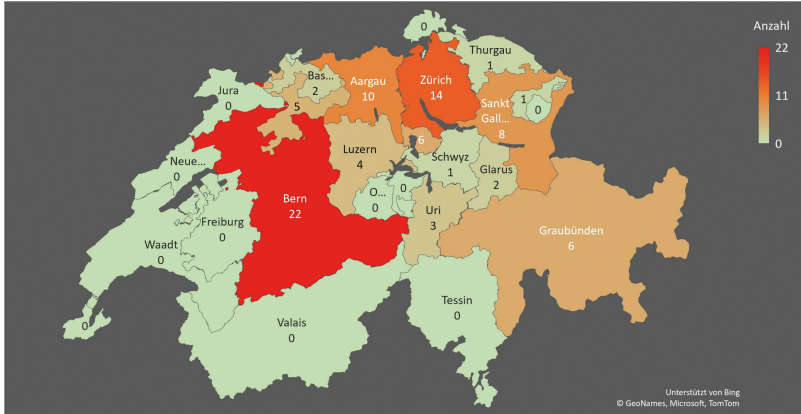 Anzahl
22
11
0
0
Thurgau
1
Bas...
2
Aargau
10
Zürich
14
Jura
0
5
Sankt
Gall...
8
1
0
6
Luzern
4
Schwyz
1
Neue...
0
Glarus
2
O...
0
0
Bern
22
Uri
3
Freiburg
0
Graubünden
6
Waadt
0
Tessin
0
Valais
0
0
Unterstützt von Bing
© GeoNames, Microsoft, TomTom